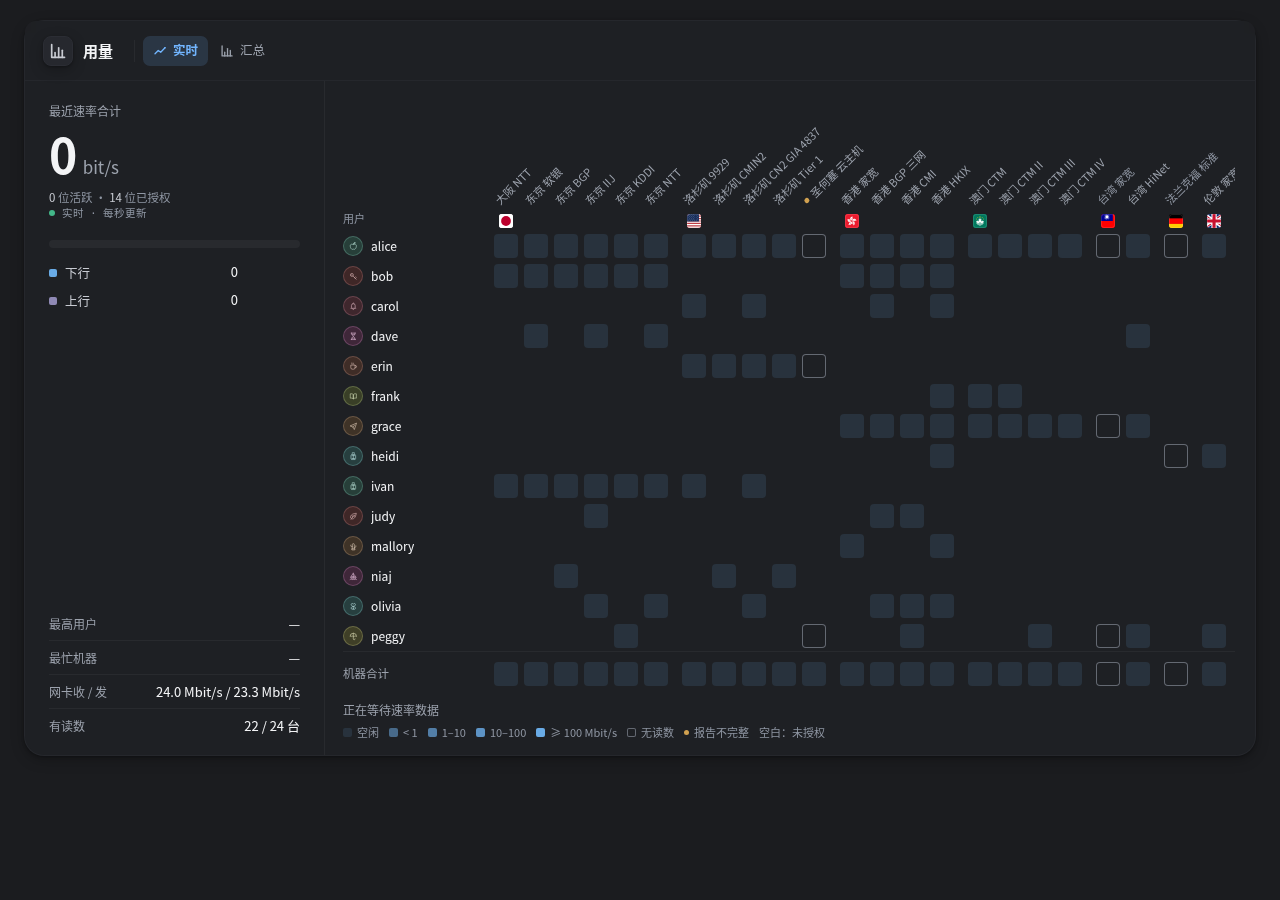 用量
实时
汇总
最近速率合计
0 bit/s
0 位活跃 · 14 位已授权
实时 · 每秒更新
下行 0
上行 0
最高用户 —
最忙机器 —
网卡收 / 发 24.0 Mbit/s / 23.3 Mbit/s
有读数 22 / 24 台
大阪 NTT
东京 软银
东京 BGP
东京 IIJ
东京 KDDI
东京 NTT
洛杉矶 9929
洛杉矶 CMIN2
洛杉矶 CN2 GIA 4837
洛杉矶 Tier 1
圣何塞 云主机
香港 家宽
香港 BGP 三网
香港 CMI
香港 HKIX
澳门 CTM
澳门 CTM II
澳门 CTM III
澳门 CTM IV
台湾 家宽
台湾 HiNet
法兰克福 标准
伦敦 家
用户
alice
bob
carol
dave
erin
frank
grace
heidi
ivan
judy
mallory
niaj
olivia
peggy
机器合计
正在等待速率数据
空闲 < 1 1–10 10–100 ⩾ 100 Mbit/s 无读数 报告不完整 空白：未授权